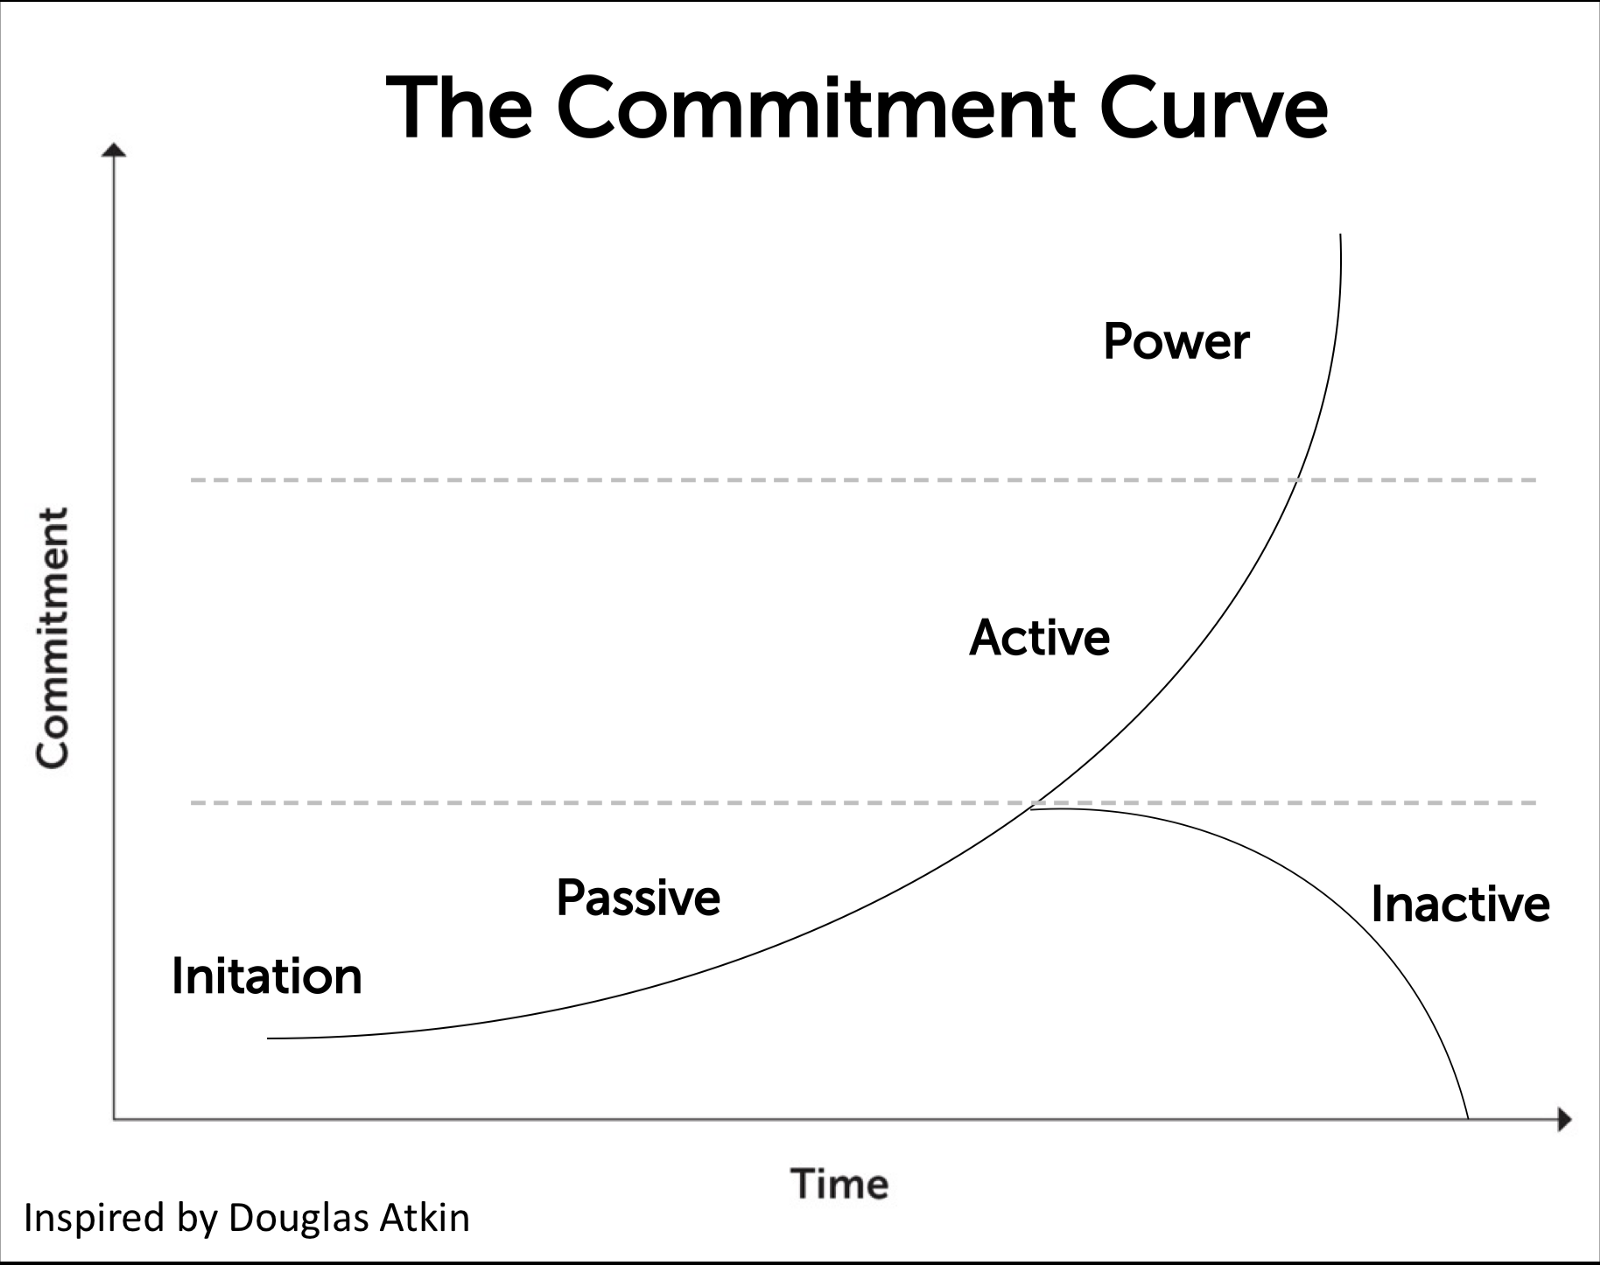 The Commitment Curve
Power
Commitment
Active
Passive
Inactive
Initation
Time
Inspired by Douglas Atkin